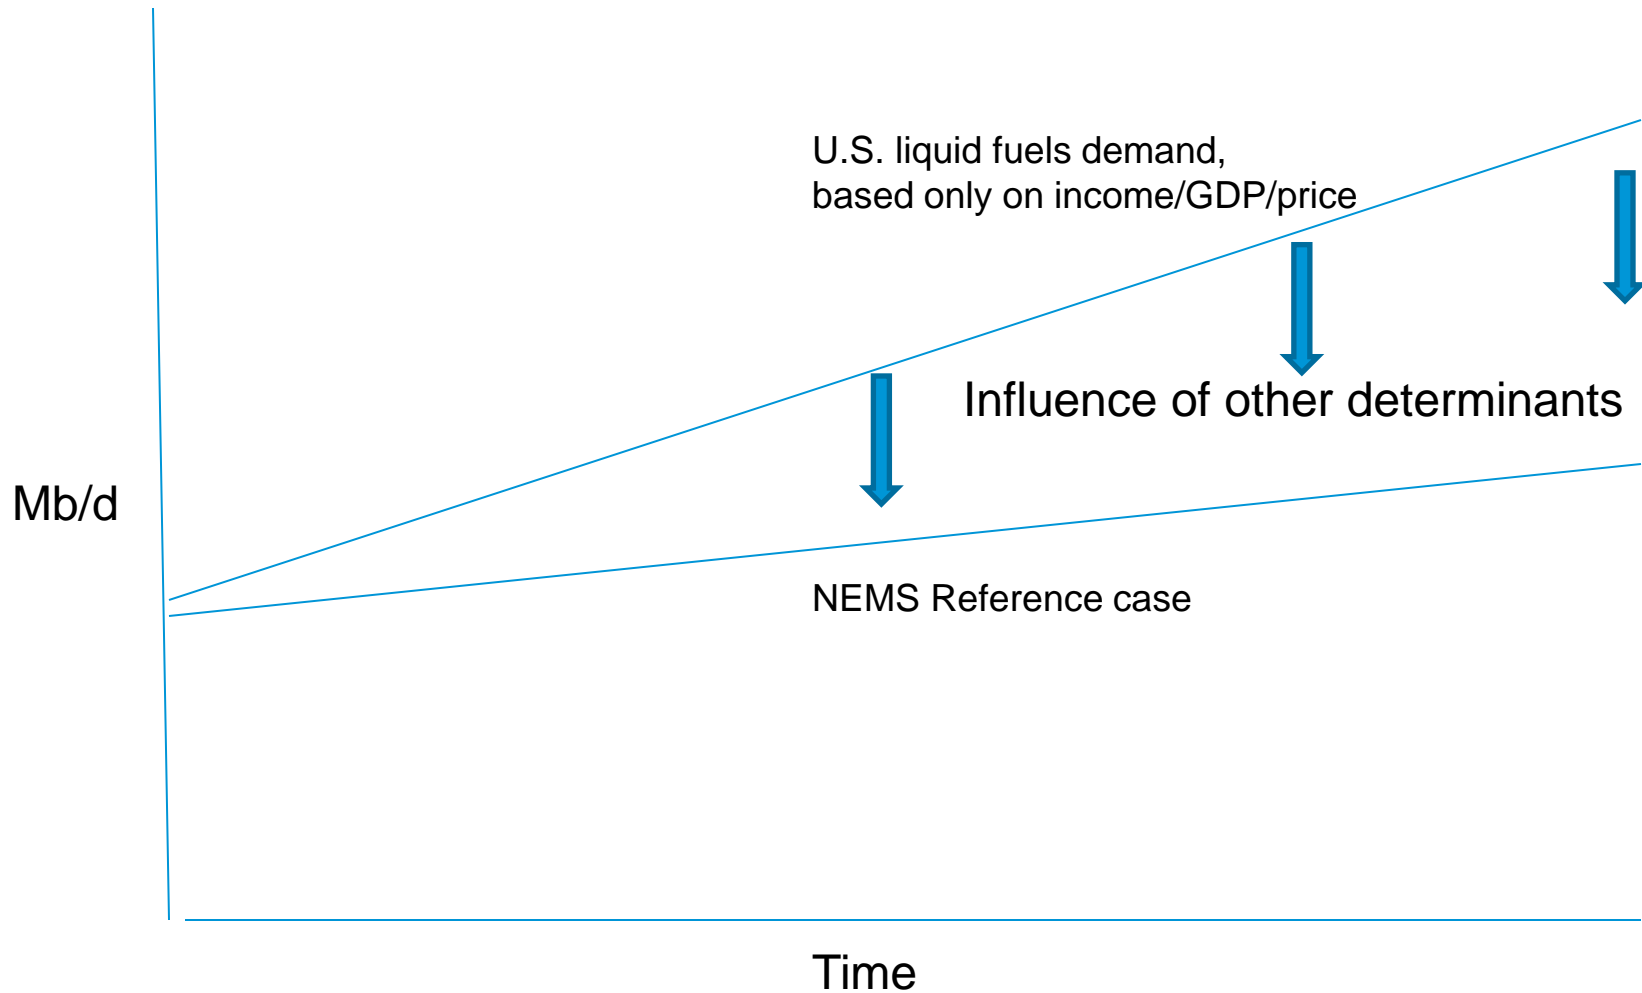 U.S. liquid fuels demand,
based only on income/GDP/price
Influence of other determinants
Mb/d
NEMS Reference case
Time